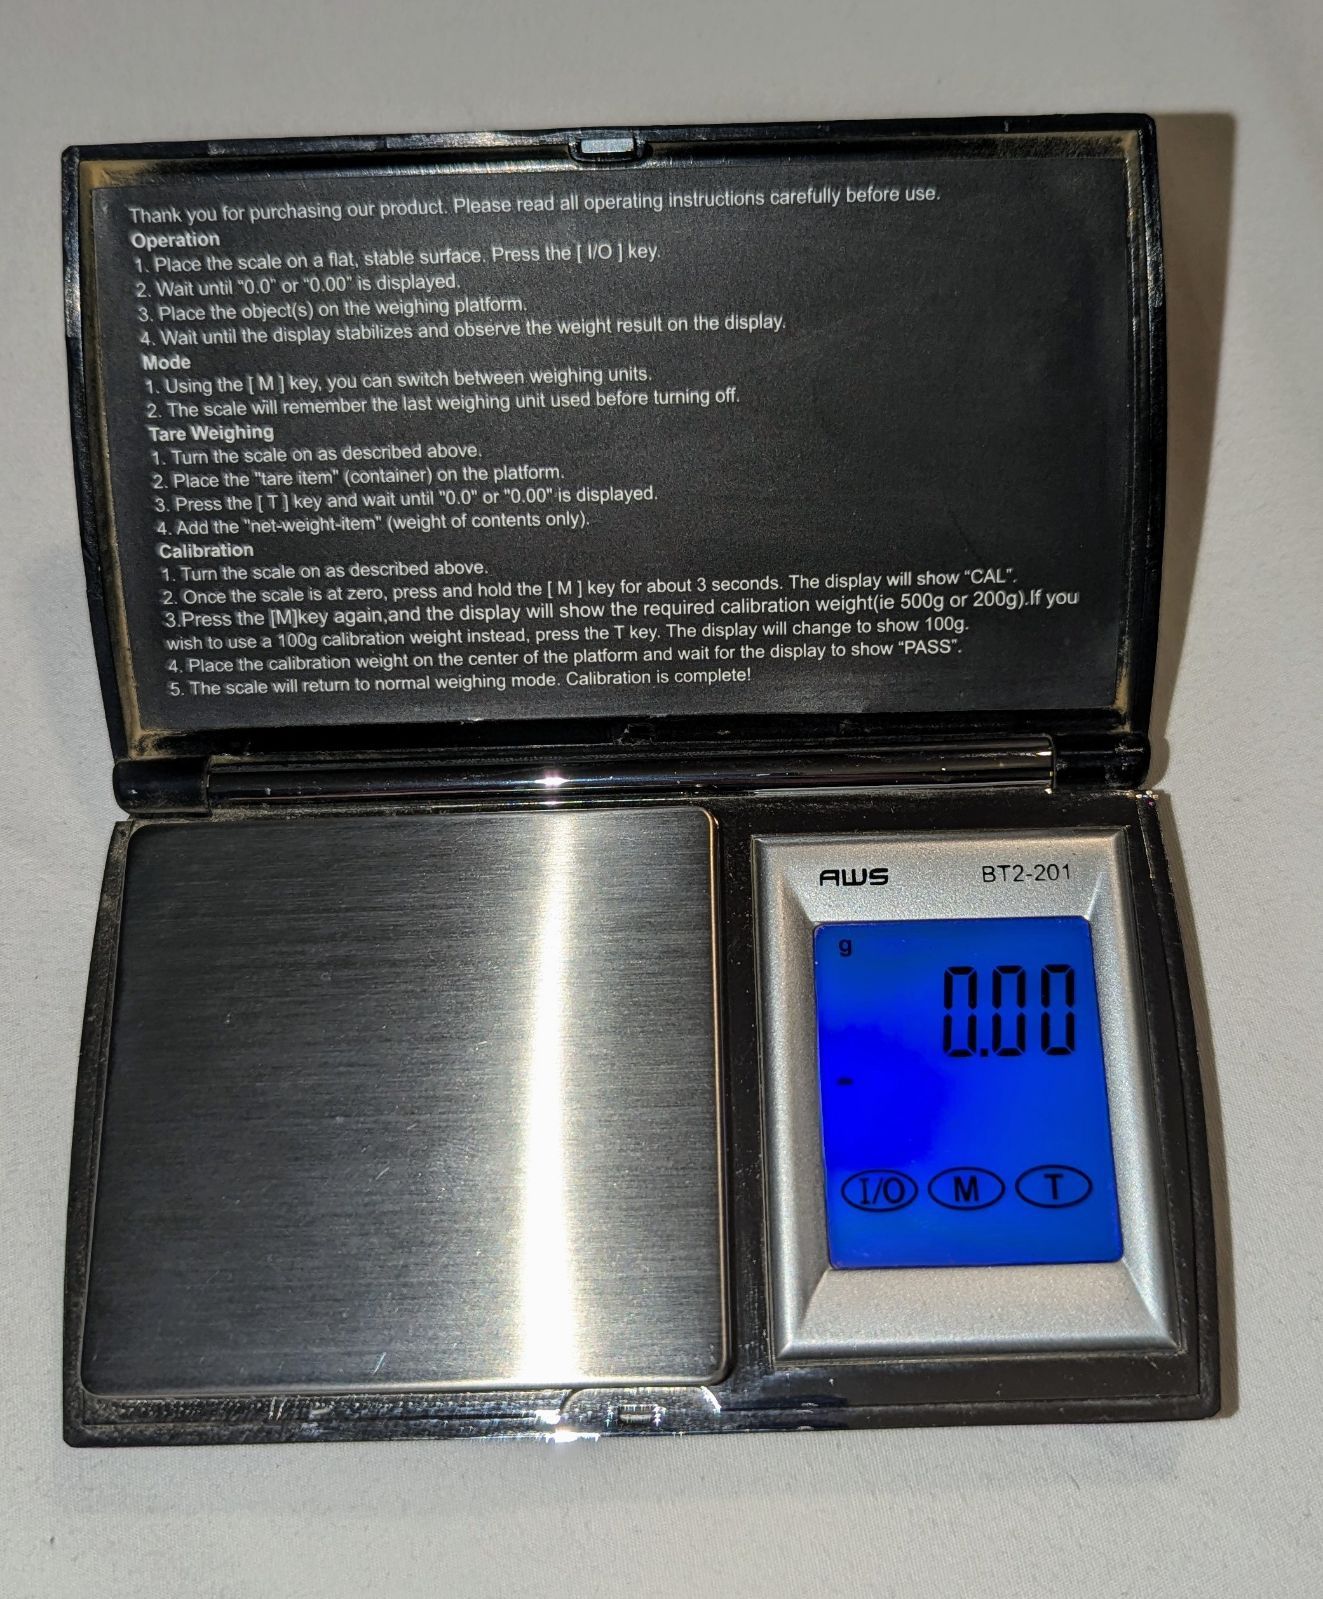 Thank you for purchasing our product. Please read all operating instructions carefully before use.
Operation
1. Place the scale on a flat, stable surface. Press the [ I/O ] key.
2. Wait until "0.0" or "0.00" is displayed.
3. Place the object(s) on the weighing platform.
4. Wait until the display stabilizes and observe the weight result on the display.
Mode
1. Using the [ M ] key, you can switch between weighing units.
2. The scale will remember the last weighing unit used before turning off.
Tare Weighing
1. Turn the scale on as described above.
2. Place the "tare item" (container) on the platform.
3. Press the [ T ] key and wait until "0.0" or "0.00" is displayed.
4. Add the "net-weight-item" (weight of contents only).
Calibration
1. Turn the scale on as described above.
2. Once the scale is at zero, press and hold the [ M ] key for about 3 seconds. The display will show “CAL”.
3.Press the [M]key again,and the display will show the required calibration weight(ie 500g or 200g).If you
wish to use a 100g calibration weight instead, press the T key. The display will change to show 100g.
4. Place the calibration weight on the center of the platform and wait for the display to show “PASS”.
5. The scale will return to normal weighing mode. Calibration is complete!
AWS BT2-201
g
0.00
I/O M T